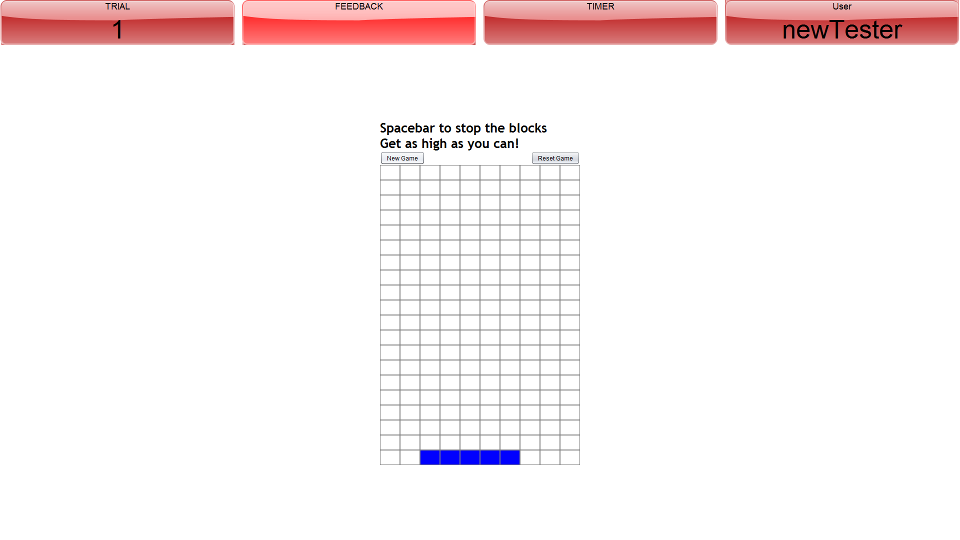 TRIAL
1
FEEDBACK
TIMER
User
newTester
Spacebar to stop the blocks
Get as high as you can!
New Game
Reset Game